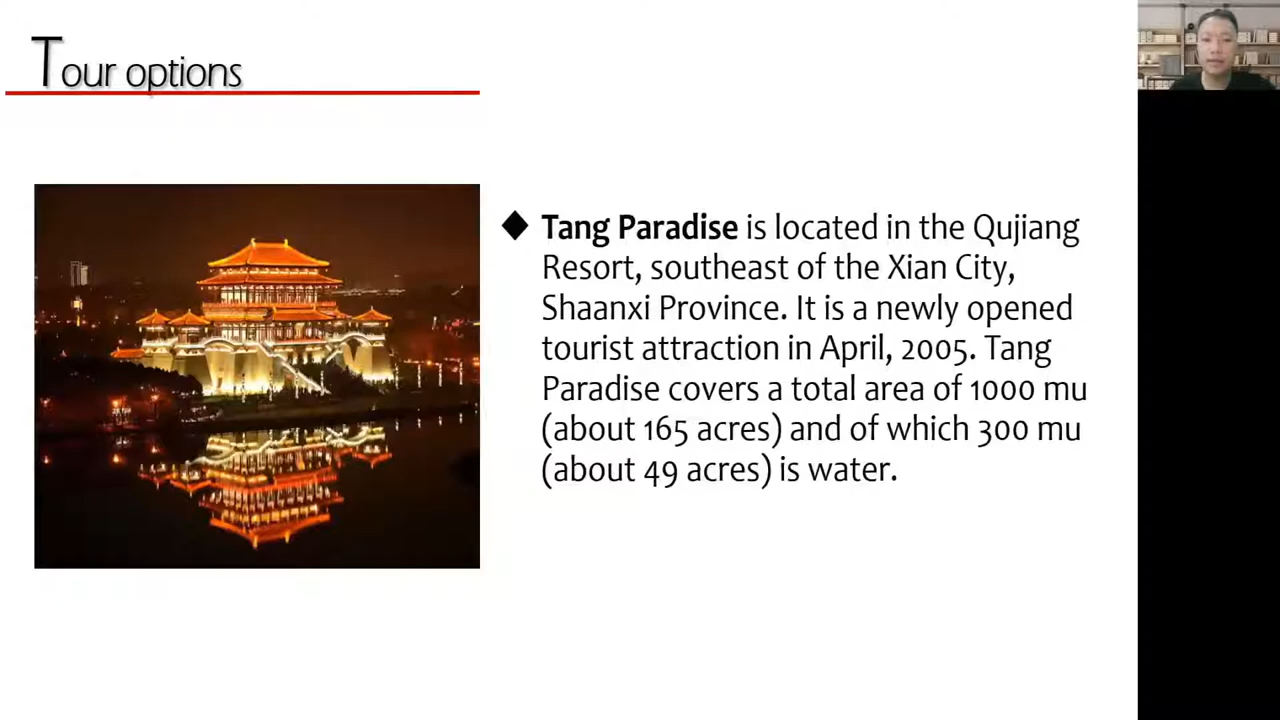 Tour options
◆ Tang Paradise is located in the Qujiang
Resort, southeast of the Xian City,
Shaanxi Province. It is a newly opened
tourist attraction in April, 2005. Tang
Paradise covers a total area of 1000 mu
(about 165 acres) and of which 300 mu
(about 49 acres) is water.